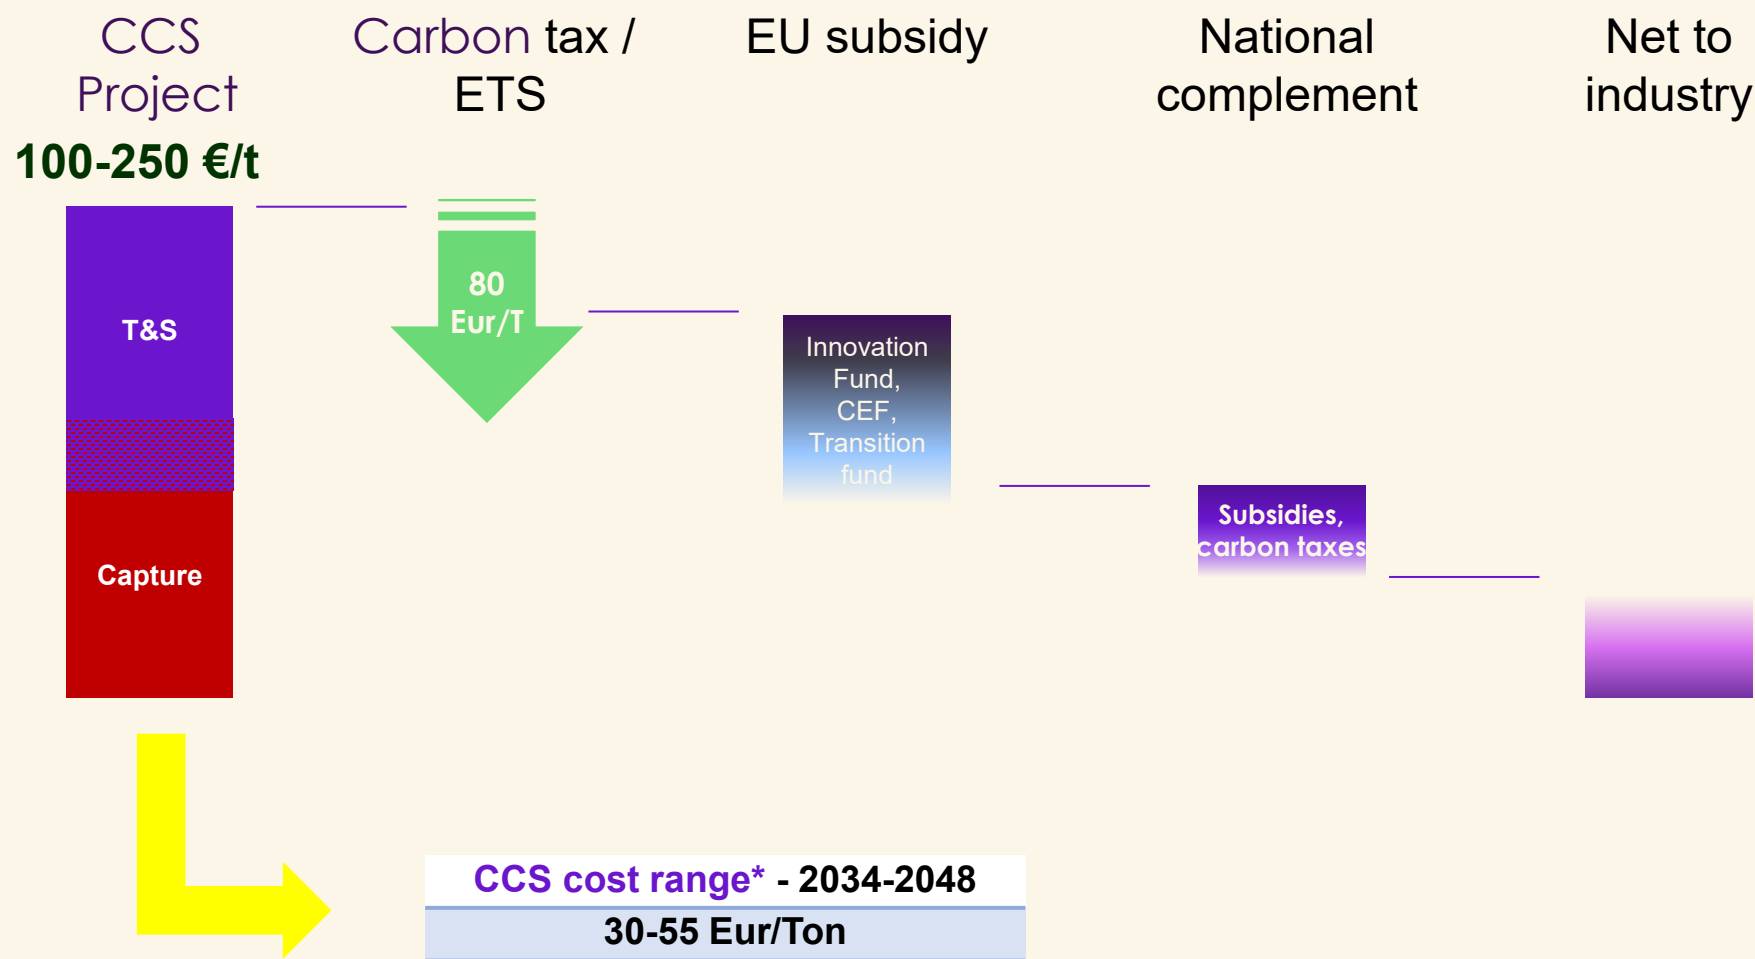 CCS
Project
100-250 €/t
Carbon tax /
ETS
EU subsidy
National
complement
Net to
industry
T&S
Capture
80
Eur/T
Innovation
Fund,
CEF,
Transition
fund
Subsidies,
carbon taxes
CCS cost range* - 2034-2048
30-55 Eur/Ton